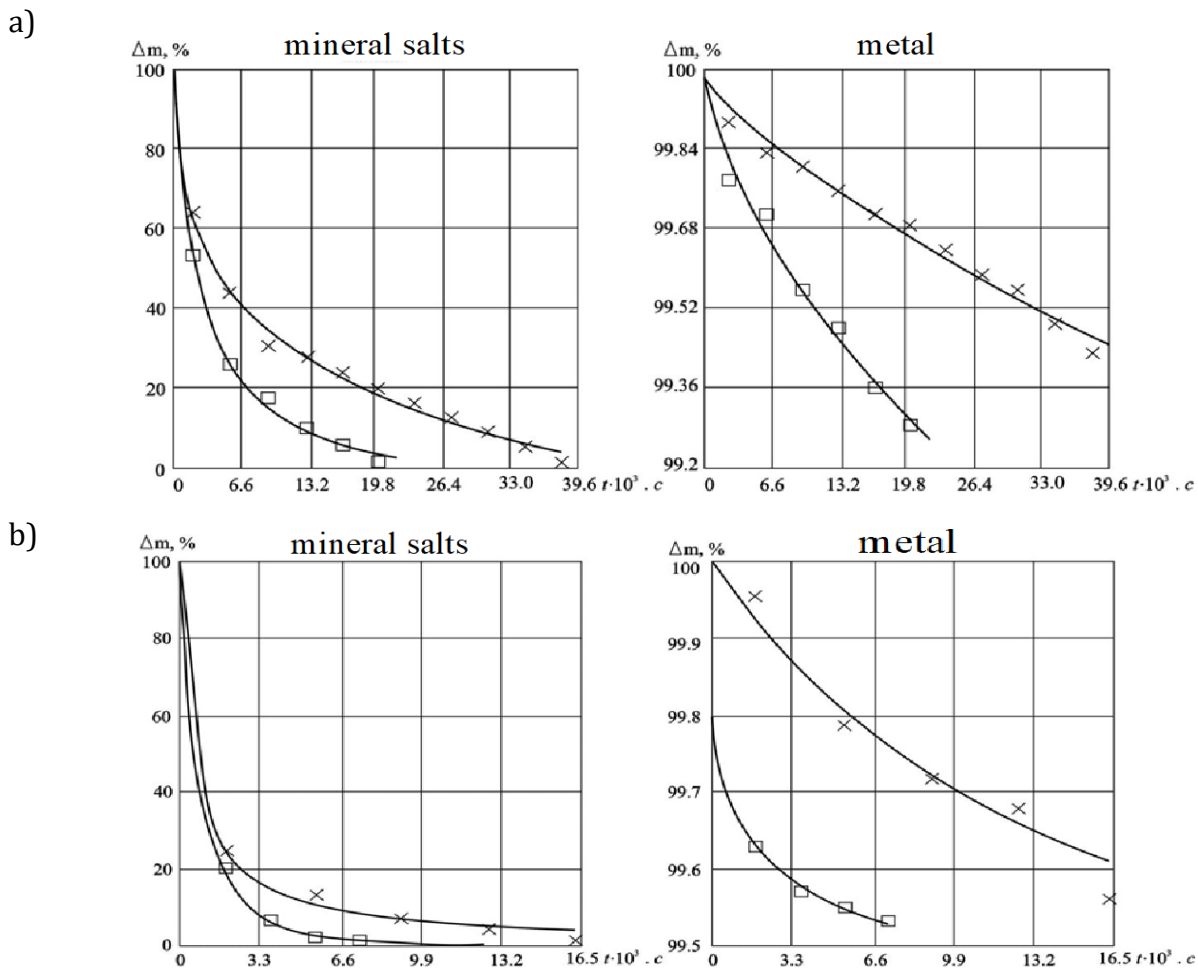 a)
mineral salts
metal
Δm, %
Δm, %
100
80
60
40
20
0
0 6.6 13.2 19.8 26.4 33.0 39.6 t·10³ . c
100
99.84
99.68
99.52
99.36
99.2
0 6.6 13.2 19.8 26.4 33.0 39.6 t·10³ . c
b)
mineral salts
metal
Δm, %
Δm, %
100
80
60
40
20
0
0 3.3 6.6 9.9 13.2 16.5 t·10³ . c
100
99.9
99.8
99.7
99.6
99.5
0 3.3 6.6 9.9 13.2 16.5 t·10³ . c